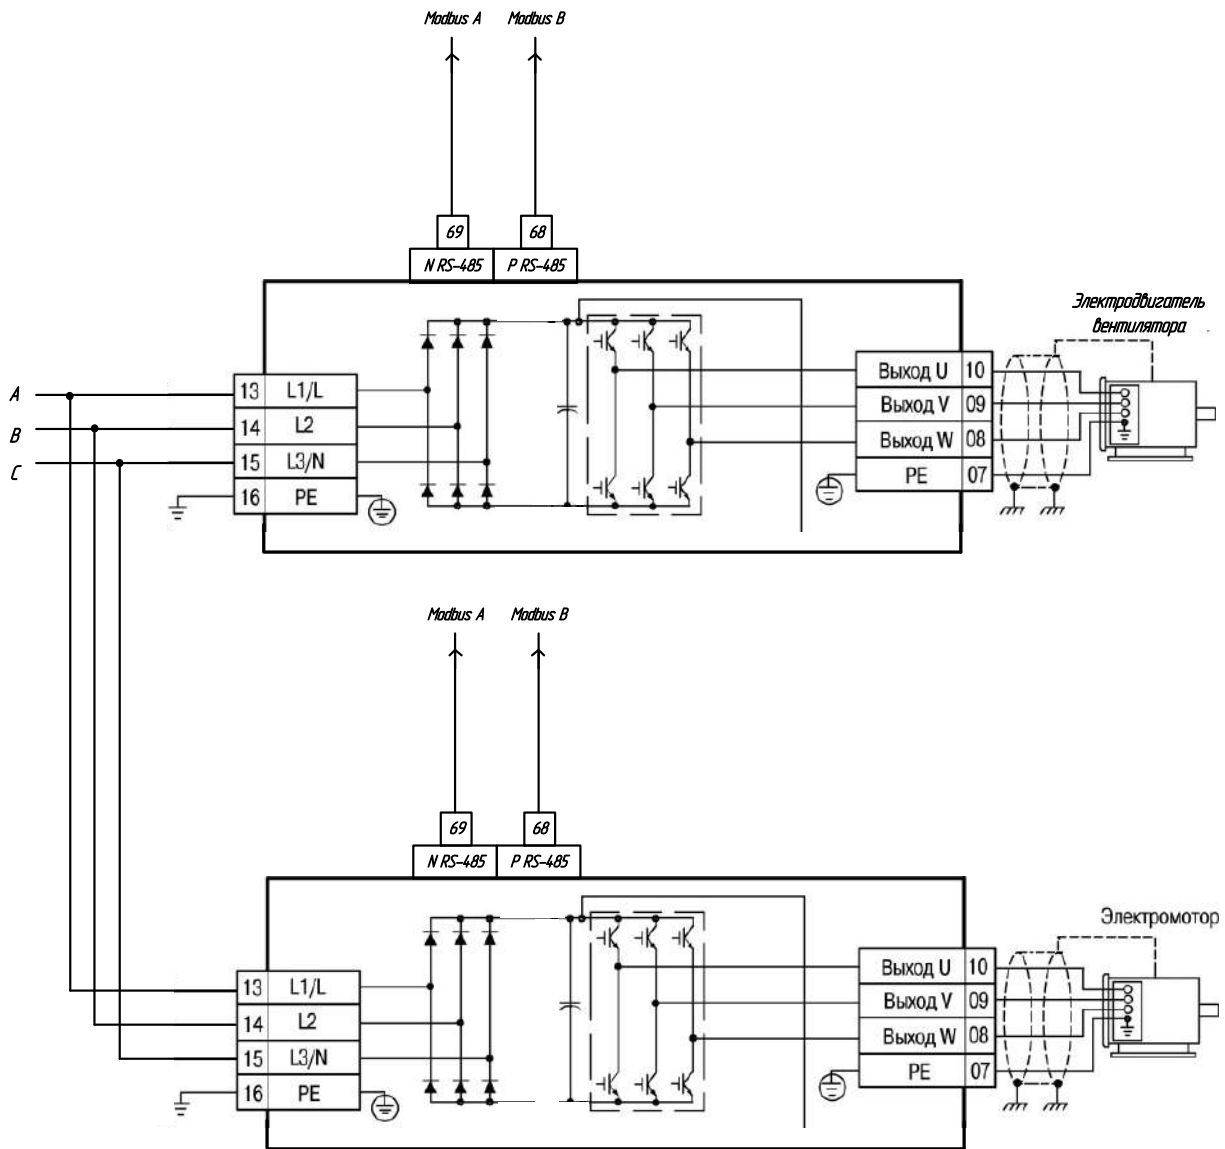 Modbus A
Modbus B
69
68
N RS-485
P RS-485
Электродвигатель
вентилятора
A
B
C
13 L1/L
14 L2
15 L3/N
16 PE
Выход U 10
Выход V 09
Выход W 08
PE 07
Modbus A
Modbus B
69
68
N RS-485
P RS-485
Электромотор
13 L1/L
14 L2
15 L3/N
16 PE
Выход U 10
Выход V 09
Выход W 08
PE 07